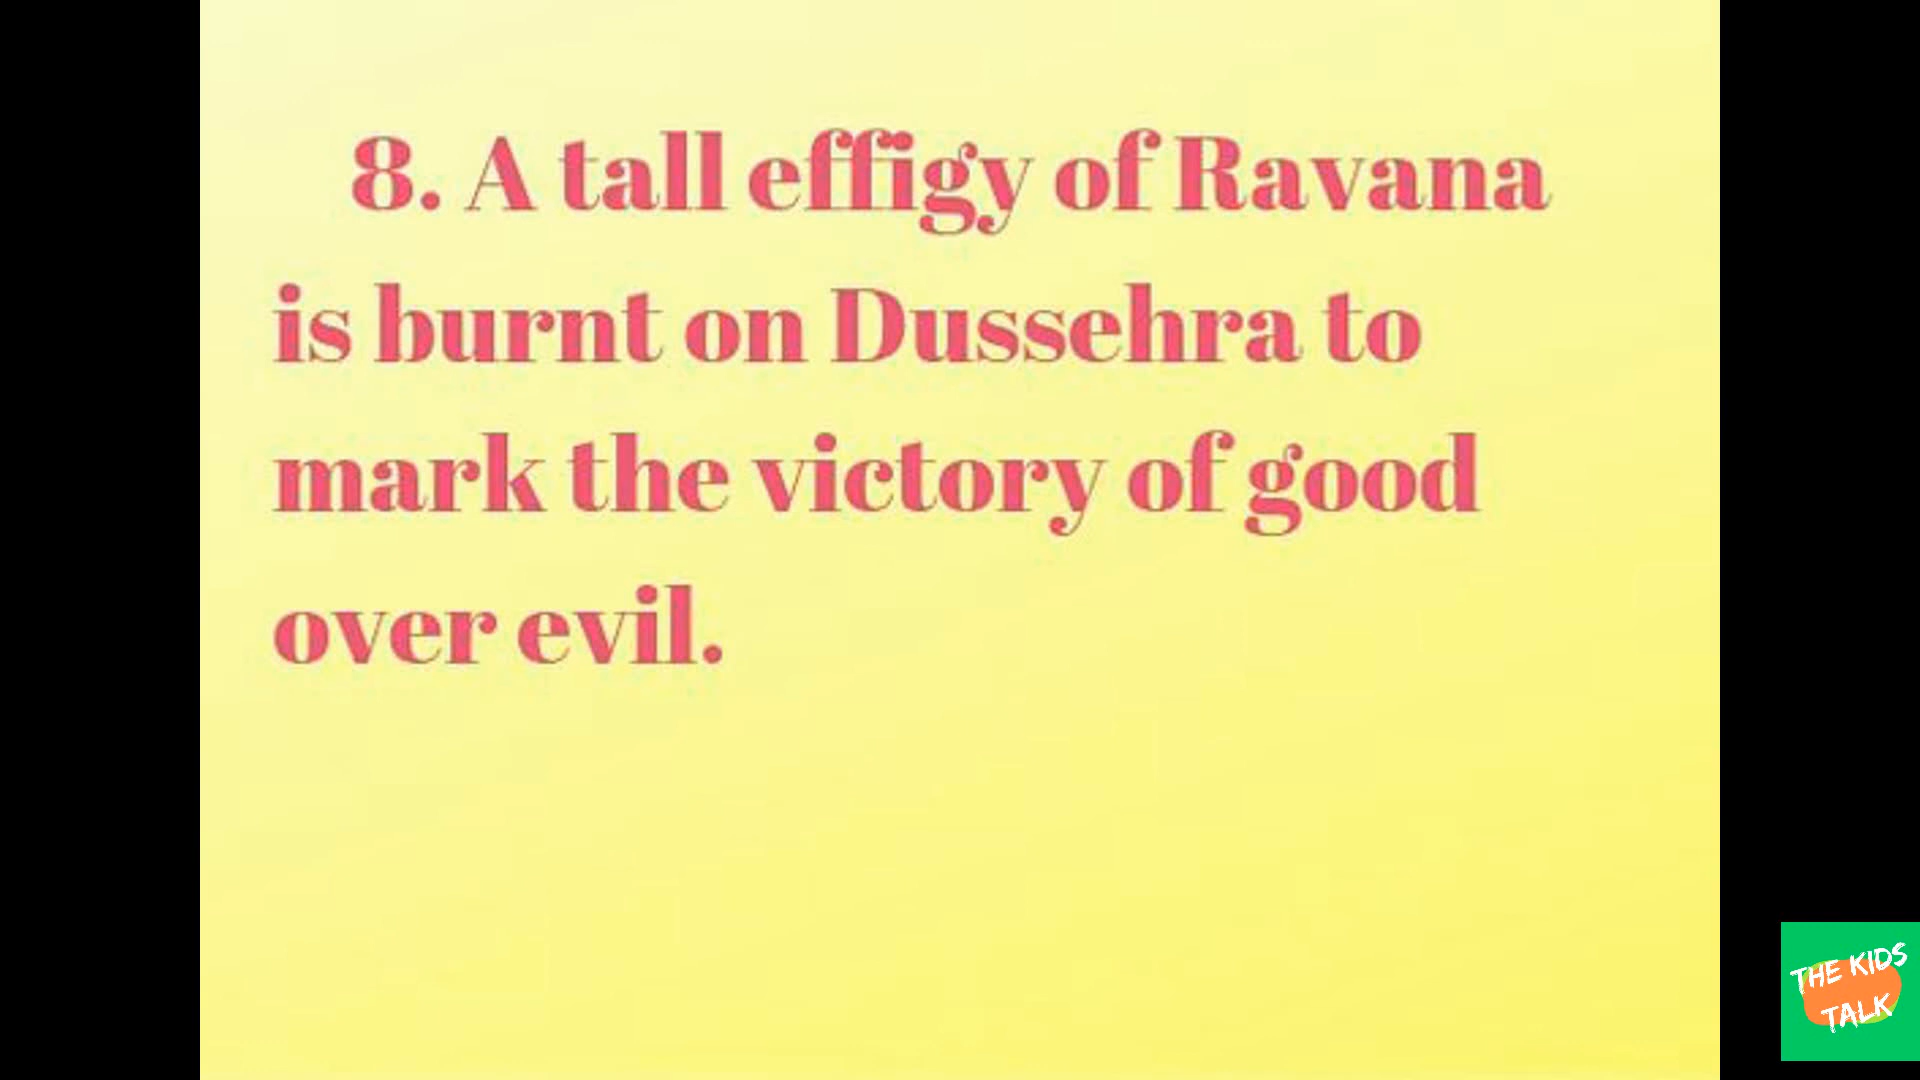 8. A tall effigy of Ravana
is burnt on Dussehra to
mark the victory of good
over evil.
THE KIDS
TALK